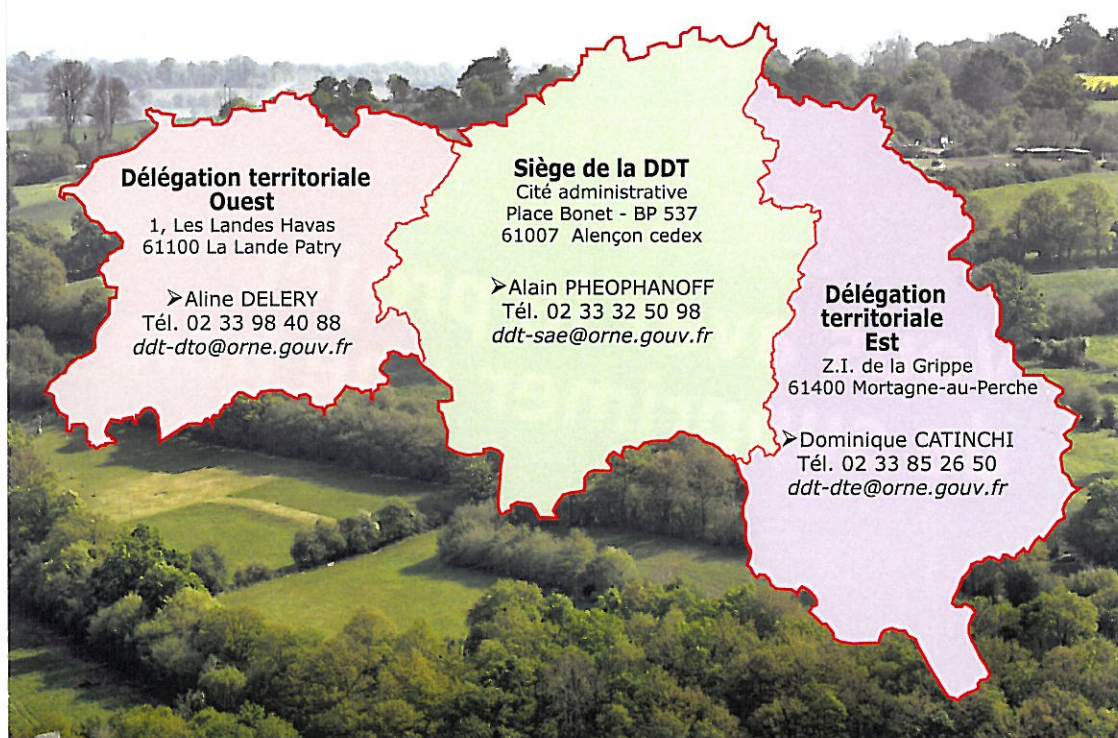 Délégation territoriale
Ouest
1, Les Landes Havas
61100 La Lande Patry
➢Aline DELERY
Tél. 02 33 98 40 88
ddt-dto@orne.gouv.fr
Siège de la DDT
Cité administrative
Place Bonet - BP 537
61007 Alençon cedex
➢Alain PHEOPHANOFF
Tél. 02 33 32 50 98
ddt-sae@orne.gouv.fr
Délégation
territoriale
Est
Z.I. de la Grippe
61400 Mortagne-au-Perche
➢Dominique CATINCHI
Tél. 02 33 85 26 50
ddt-dte@orne.gouv.fr